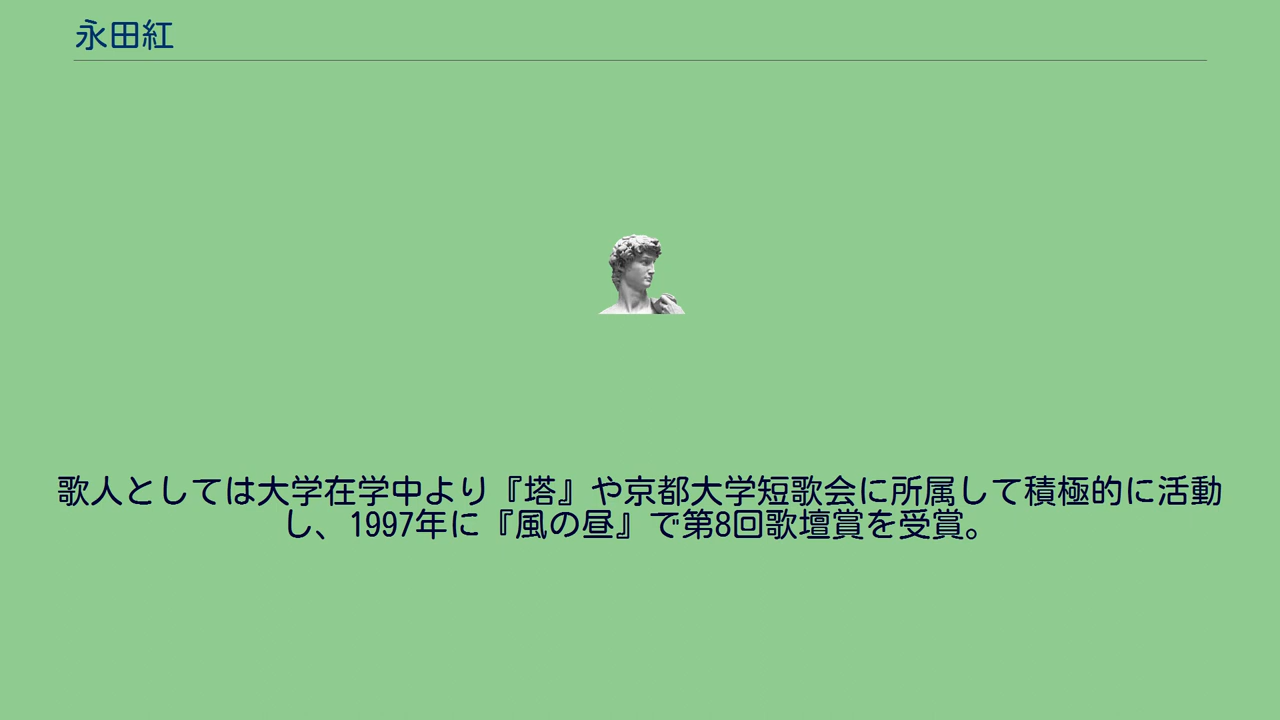 永田紅
歌人としては大学在学中より『塔』や京都大学短歌会に所属して積極的に活動
し、1997年に『風の昼』で第8回歌壇賞を受賞。